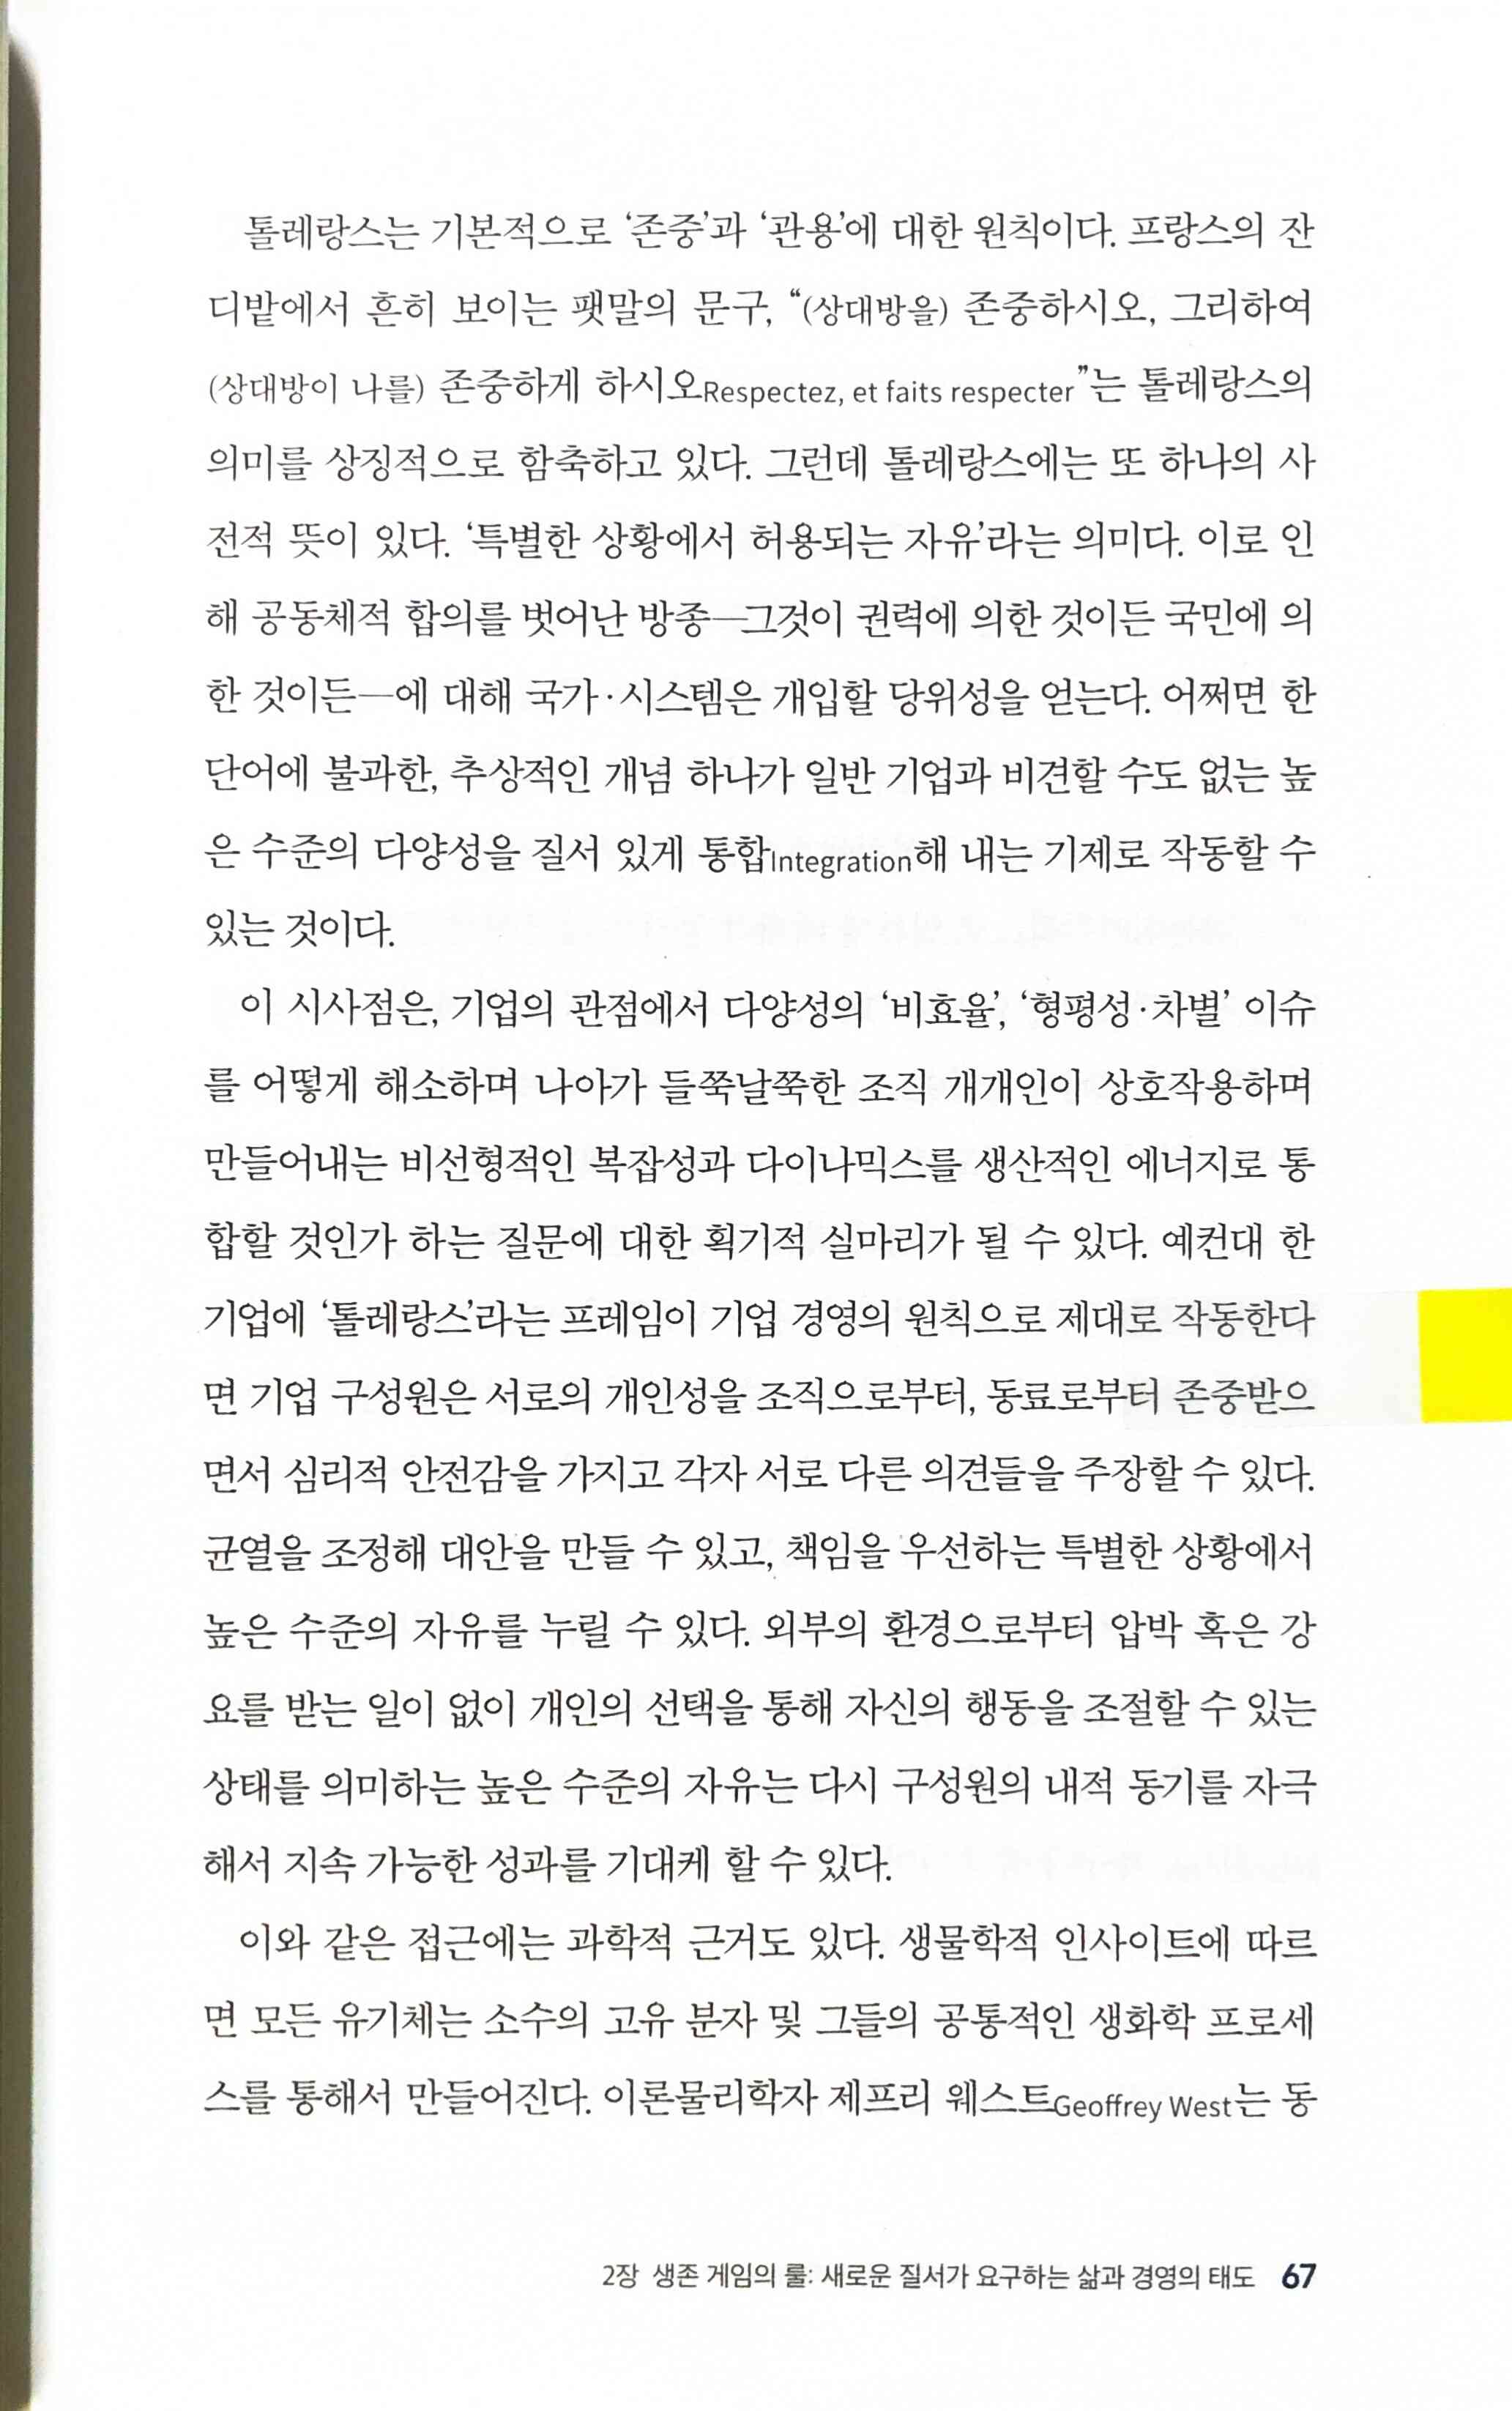 톨레랑스는 기본적으로 ‘존중’과 ‘관용’에 대한 원칙이다. 프랑스의 잔
디밭에서 흔히 보이는 팻말의 문구, “(상대방을) 존중하시오, 그리하여
(상대방이 나를) 존중하게 하시오Respectez, et faits respecter”는 톨레랑스의
의미를 상징적으로 함축하고 있다. 그런데 톨레랑스에는 또 하나의 사
전적 뜻이 있다. ‘특별한 상황에서 허용되는 자유’라는 의미다. 이로 인
해 공동체적 합의를 벗어난 방종—그것이 권력에 의한 것이든 국민에 의
한 것이든—에 대해 국가·시스템은 개입할 당위성을 얻는다. 어쩌면 한
단어에 불과한, 추상적인 개념 하나가 일반 기업과 비견할 수도 없는 높
은 수준의 다양성을 질서 있게 통합Integration해 내는 기제로 작동할 수
있는 것이다.
이 시사점은, 기업의 관점에서 다양성의 ‘비효율’, ‘형평성·차별’ 이슈
를 어떻게 해소하며 나아가 들쭉날쭉한 조직 개개인이 상호작용하며
만들어내는 비선형적인 복잡성과 다이나믹스를 생산적인 에너지로 통
합할 것인가 하는 질문에 대한 획기적 실마리가 될 수 있다. 예컨대 한
기업에 ‘톨레랑스’라는 프레임이 기업 경영의 원칙으로 제대로 작동한다
면 기업 구성원은 서로의 개인성을 조직으로부터, 동료로부터 존중받으
면서 심리적 안전감을 가지고 각자 서로 다른 의견들을 주장할 수 있다.
균열을 조정해 대안을 만들 수 있고, 책임을 우선하는 특별한 상황에서
높은 수준의 자유를 누릴 수 있다. 외부의 환경으로부터 압박 혹은 강
요를 받는 일이 없이 개인의 선택을 통해 자신의 행동을 조절할 수 있는
상태를 의미하는 높은 수준의 자유는 다시 구성원의 내적 동기를 자극
해서 지속 가능한 성과를 기대케 할 수 있다.
이와 같은 접근에는 과학적 근거도 있다. 생물학적 인사이트에 따르
면 모든 유기체는 소수의 고유 분자 및 그들의 공통적인 생화학 프로세
스를 통해서 만들어진다. 이론물리학자 제프리 웨스트Geoffrey West는 동
2장 생존 게임의 룰: 새로운 질서가 요구하는 삶과 경영의 태도 67